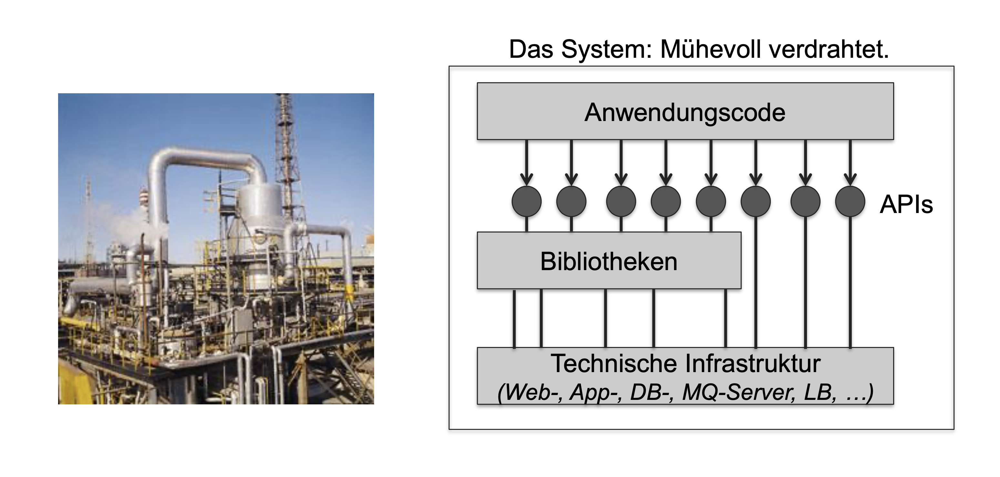 Das System: Mühevoll verdrahtet.
Anwendungscode
APIs
Bibliotheken
Technische Infrastruktur
(Web-, App-, DB-, MQ-Server, LB, …)